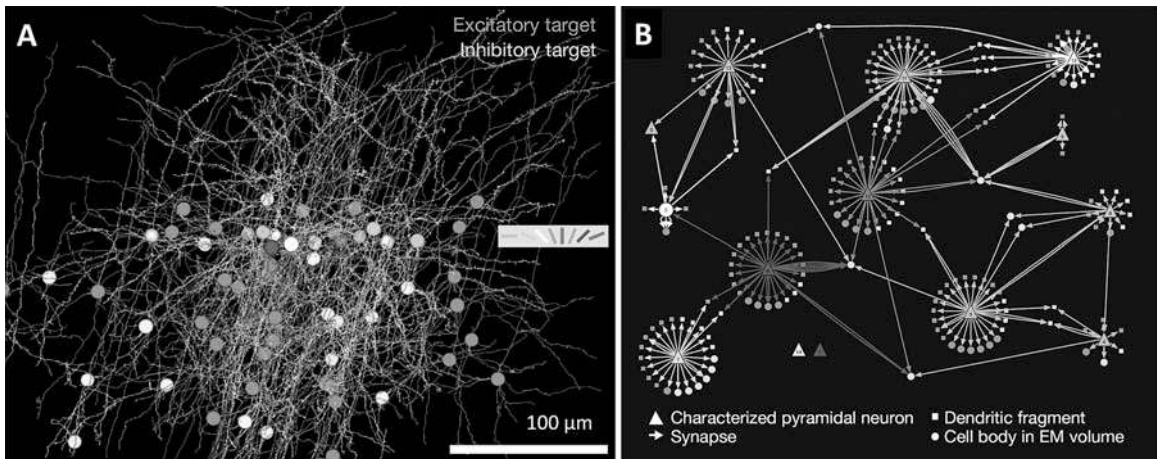 A
Excitatory target
Inhibitory target
100 µm
B
Characterized pyramidal neuron
Synapse
Dendritic fragment
Cell body in EM volume